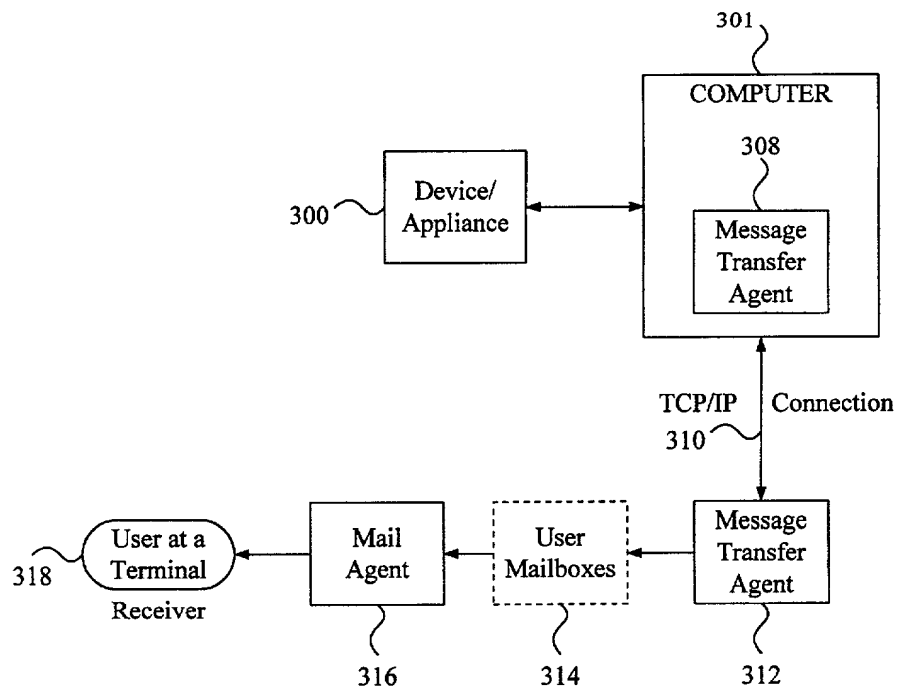 301
COMPUTER
308
Device/
Appliance
300
Message
Transfer
Agent
TCP/IP Connection
310
User at a
Terminal
318
Receiver
Mail
Agent
316
User
Mailboxes
314
Message
Transfer
Agent
312